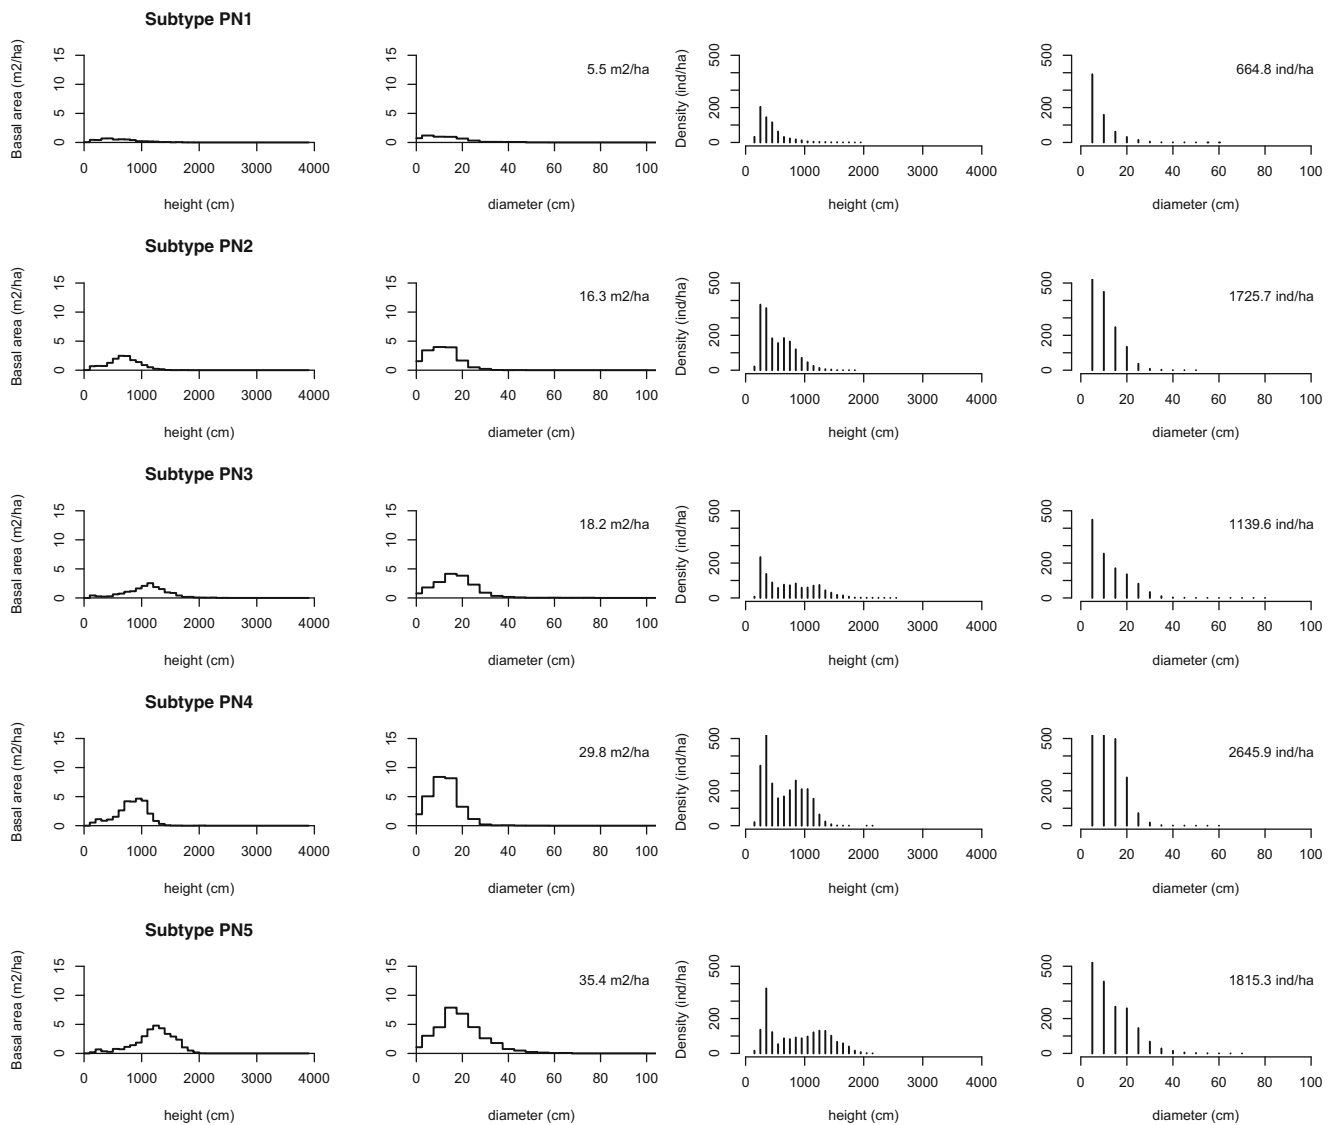 Subtype PN1
Basal area (m2/ha)
0 5 10 15
0 1000 2000 3000 4000
height (cm)
5.5 m2/ha
0 20 40 60 80 100
diameter (cm)
Density (ind/ha)
0 200 500
0 1000 2000 3000 4000
height (cm)
664.8 ind/ha
0 200 500
0 20 40 60 80 100
diameter (cm)
Subtype PN2
Basal area (m2/ha)
0 5 10 15
0 1000 2000 3000 4000
height (cm)
16.3 m2/ha
0 5 10 15
0 20 40 60 80 100
diameter (cm)
Density (ind/ha)
0 200 500
0 1000 2000 3000 4000
height (cm)
1725.7 ind/ha
0 200 500
0 20 40 60 80 100
diameter (cm)
Subtype PN3
Basal area (m2/ha)
0 5 10 15
0 1000 2000 3000 4000
height (cm)
18.2 m2/ha
0 5 10 15
0 20 40 60 80 100
diameter (cm)
Density (ind/ha)
0 200 500
0 1000 2000 3000 4000
height (cm)
1139.6 ind/ha
0 200 500
0 20 40 60 80 100
diameter (cm)
Subtype PN4
Basal area (m2/ha)
0 5 10 15
0 1000 2000 3000 4000
height (cm)
29.8 m2/ha
0 5 10 15
0 20 40 60 80 100
diameter (cm)
Density (ind/ha)
0 200 500
0 1000 2000 3000 4000
height (cm)
2645.9 ind/ha
0 200 500
0 20 40 60 80 100
diameter (cm)
Subtype PN5
Basal area (m2/ha)
0 5 10 15
0 1000 2000 3000 4000
height (cm)
35.4 m2/ha
0 5 10 15
0 20 40 60 80 100
diameter (cm)
Density (ind/ha)
0 200 500
0 1000 2000 3000 4000
height (cm)
1815.3 ind/ha
0 200 500
0 20 40 60 80 100
diameter (cm)